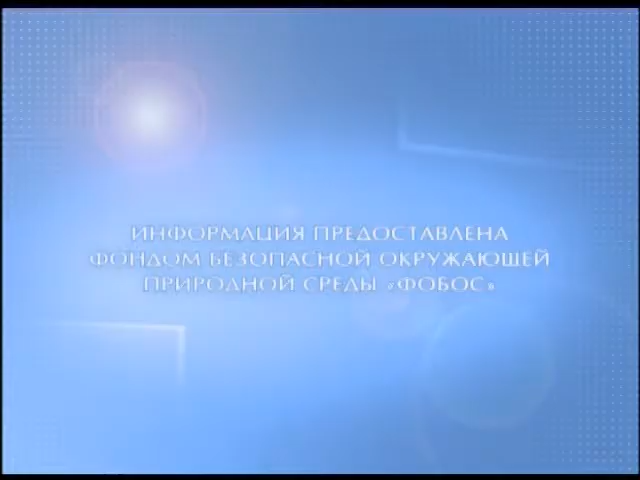 ИНФОРМАЦИЯ ПРЕДОСТАВЛЕНА
ФОНДОМ БЕЗОПАСНОЙ ОКРУЖАЮЩЕЙ
ПРИРОДНОЙ СРЕДЫ «ФОБОС»